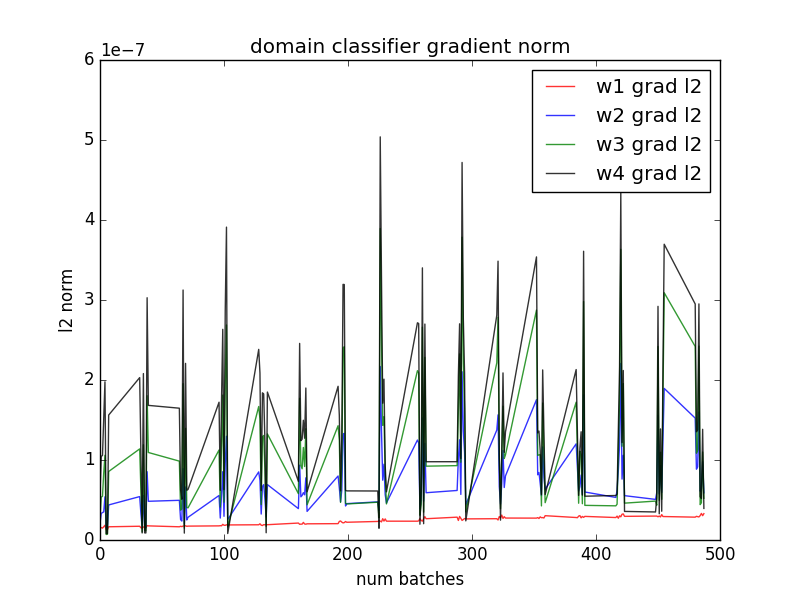 domain classifier gradient norm
1e−7
w1 grad l2
w2 grad l2
w3 grad l2
w4 grad l2
6
5
4
3
2
1
0
l2 norm
0 100 200 300 400 500
num batches